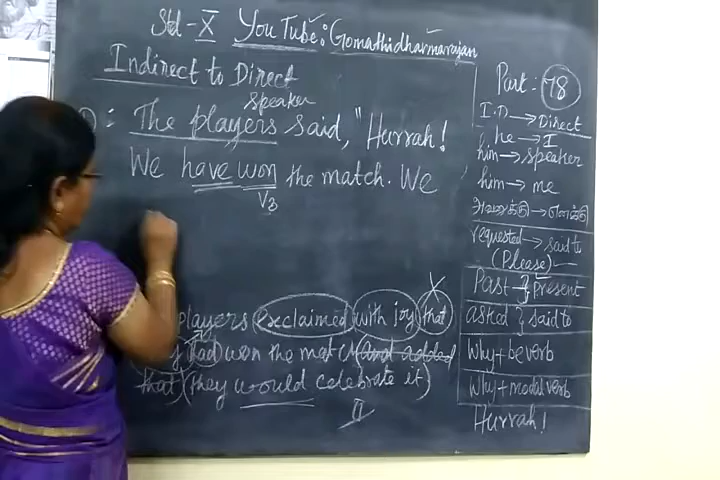 Std - X YouTube: Gomathidharmarajan
Indirect to Direct
speaker
D: The players said, "Hurrah!
We have won the match. We
V3
players exclaimed with joy that
had won the match and added
that (they would celebrate it)
II
Part - 78
I.D → Direct
he → I
him → speaker
him → me
அவனுக்கு → எனக்கு
requested → said to
(Please)
Past → Present
asked } said to
Why + be verb
Why + modal verb
Hurrah!